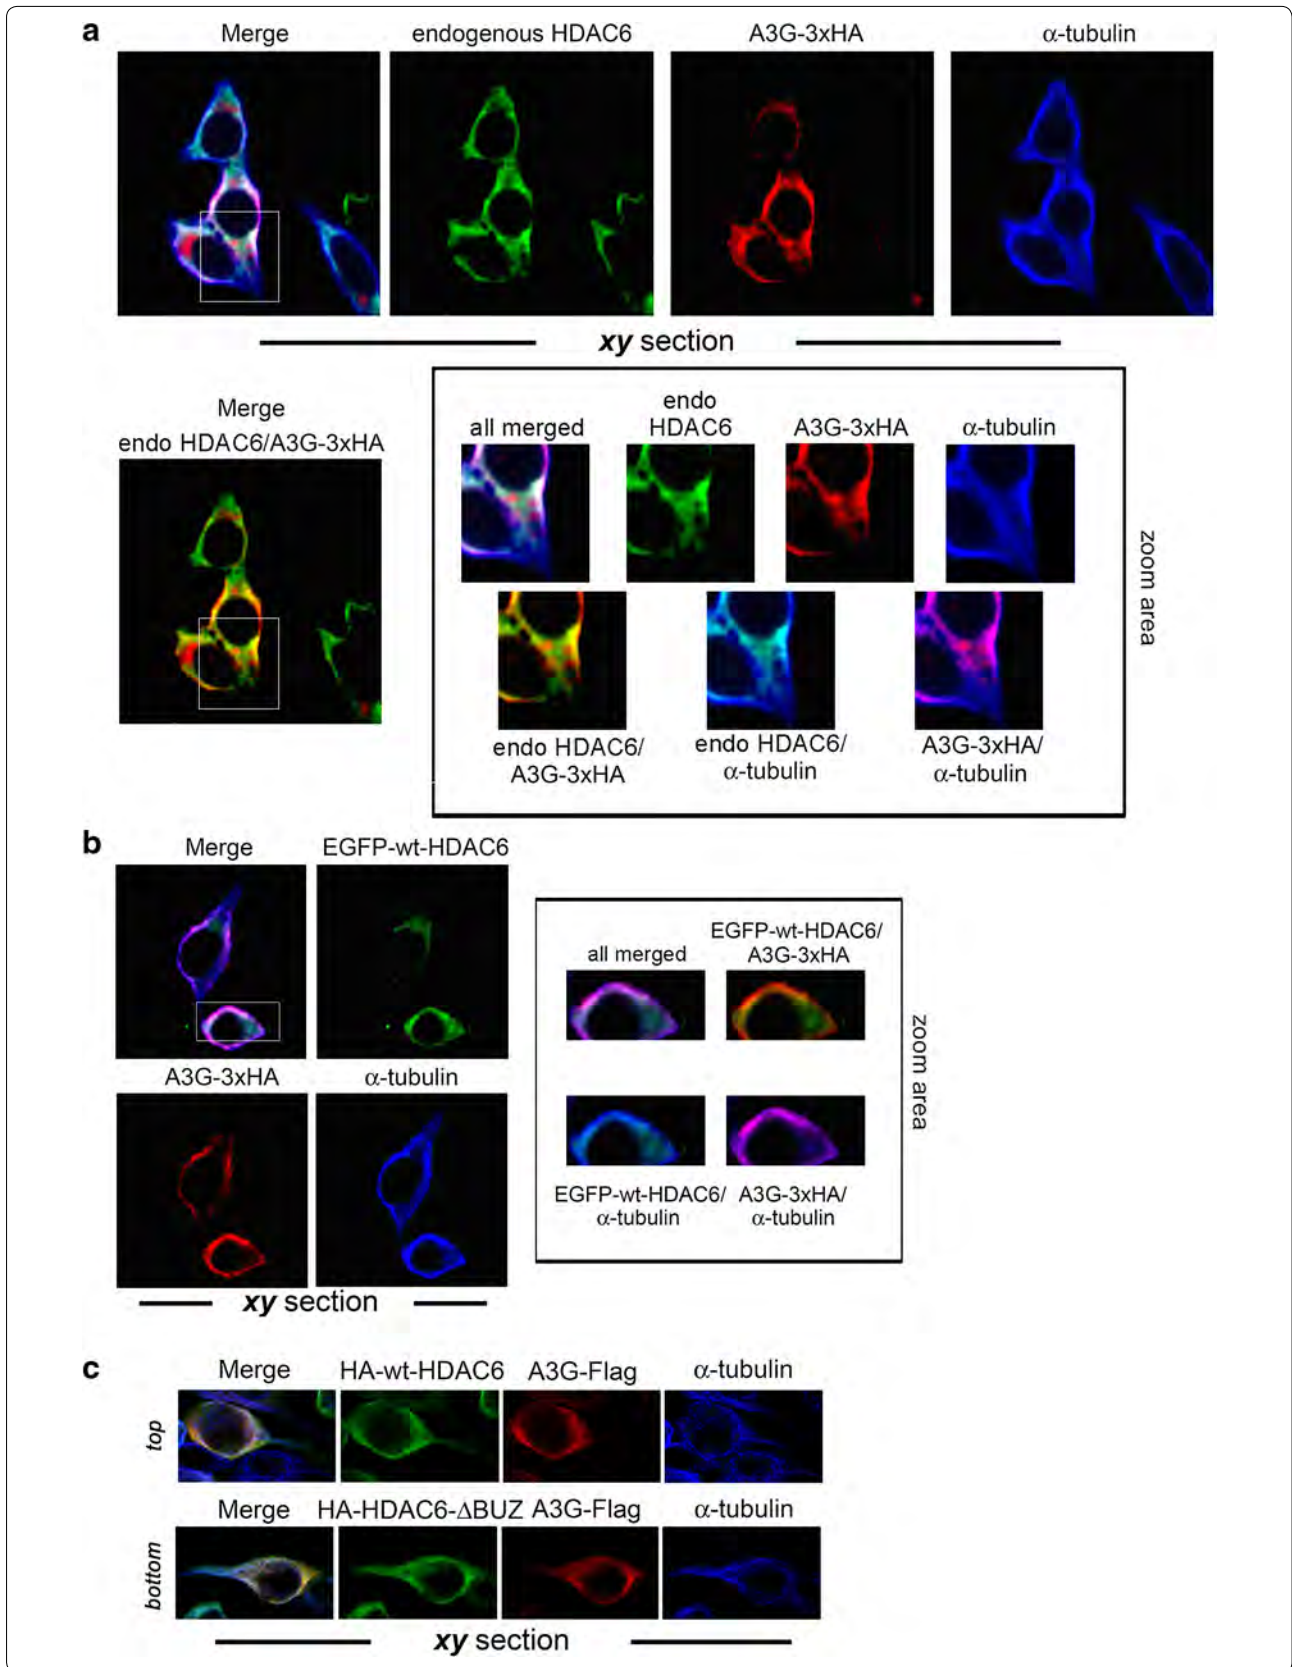 a
Merge
endogenous HDAC6
A3G-3xHA
α-tubulin
xy section
Merge
endo HDAC6/A3G-3xHA
all merged
endo
HDAC6
A3G-3xHA
α-tubulin
endo HDAC6/
A3G-3xHA
endo HDAC6/
α-tubulin
A3G-3xHA/
α-tubulin
zoom area
b
Merge
EGFP-wt-HDAC6
A3G-3xHA
α-tubulin
xy section
all merged
EGFP-wt-HDAC6/
A3G-3xHA
EGFP-wt-HDAC6/
α-tubulin
A3G-3xHA/
α-tubulin
zoom area
c
Merge
HA-wt-HDAC6
A3G-Flag
α-tubulin
top
Merge
HA-HDAC6-ΔBUZ
A3G-Flag
α-tubulin
bottom
xy section